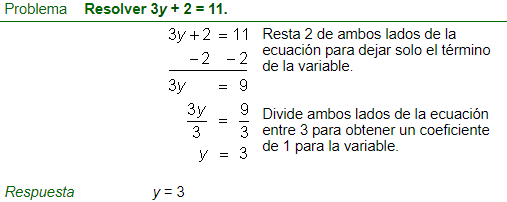 Problema Resolver 3y + 2 = 11.
3y + 2 = 11 Resta 2 de ambos lados de la
− 2 − 2 ecuación para dejar solo el término
de la variable.
3y = 9
3y/3 = 9/3 Divide ambos lados de la ecuación
entre 3 para obtener un coeficiente
y = 3 de 1 para la variable.
Respuesta y = 3